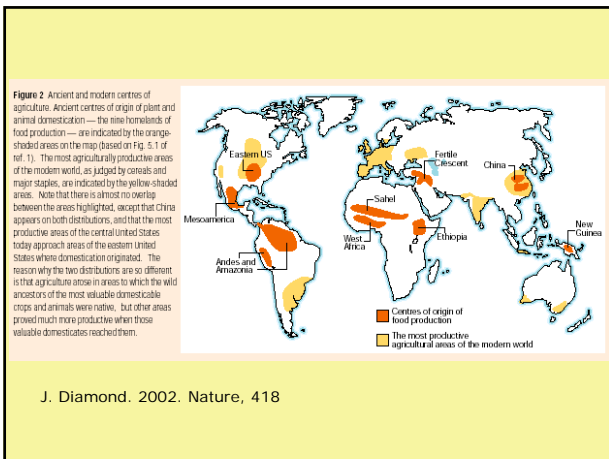 Figure 2 Ancient and modern centres of
agriculture. Ancient centres of origin of plant and
animal domestication — the nine homelands of
food production — are indicated by the orange-
shaded areas on the map (based on Fig. 5.1 of
ref. 1). The most agriculturally productive areas
of the modern world, as judged by cereals and
major staples, are indicated by the yellow-shaded
areas. Note that there is almost no overlap
between the areas highlighted, except that China
appears on both distributions, and that the most
productive areas of the central United States
today approach areas of the eastern United
States where domestication originated. The
reason why the two distributions are so different
is that agriculture arose in areas to which the wild
ancestors of the most valuable domesticable
crops and animals were native, but other areas
proved much more productive when those
valuable domesticates reached them.
Eastern US
Mesoamerica
Andes and
Amazonia
Sahel
West
Africa
Ethiopia
Fertile
Crescent
China
New
Guinea
Centres of origin of
food production
The most productive
agricultural areas of the modern world
J. Diamond. 2002. Nature, 418